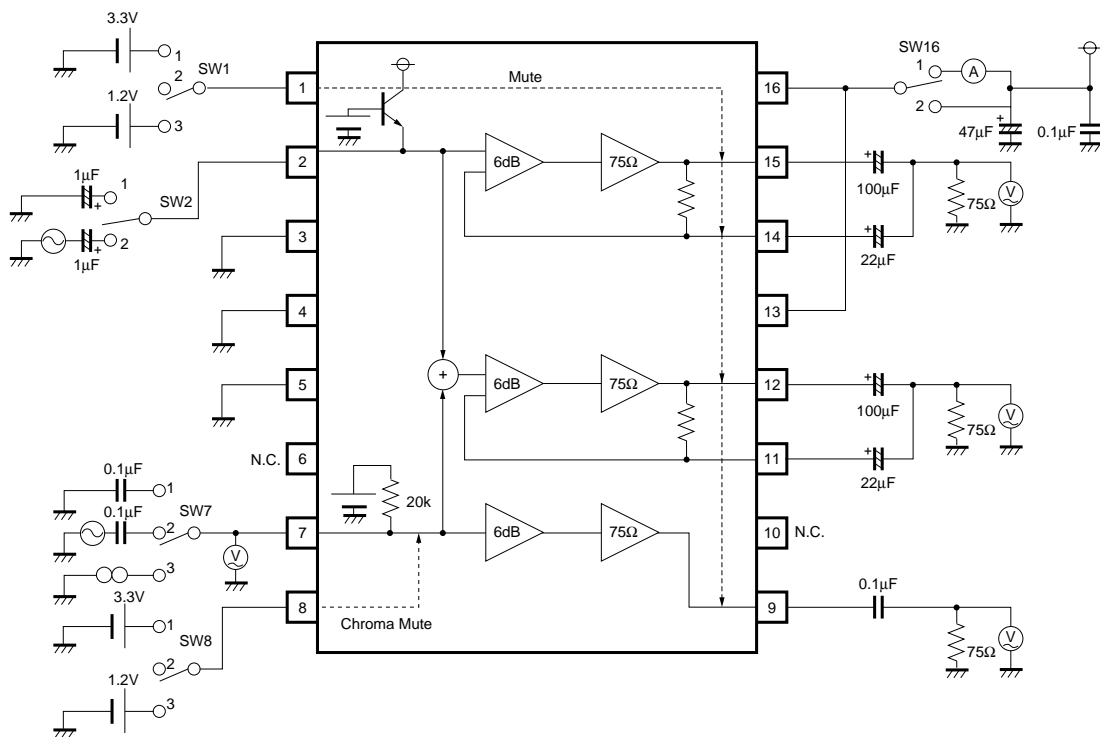 3.3V
1
2
SW1
1.2V
3
1µF
1
+
SW2
2
+
1µF
N.C.
0.1µF
1
0.1µF
SW7
2
V
3
3.3V
1
SW8
2
1.2V
3
1
2
3
4
5
6
7
8
Mute
6dB
75Ω
+
6dB
75Ω
20k
6dB
75Ω
Chroma Mute
16
15
14
13
12
11
10
N.C.
9
SW16
1
A
2
+
47µF
0.1µF
+
100µF
75Ω
V
+
22µF
+
100µF
75Ω
V
+
22µF
0.1µF
75Ω
V